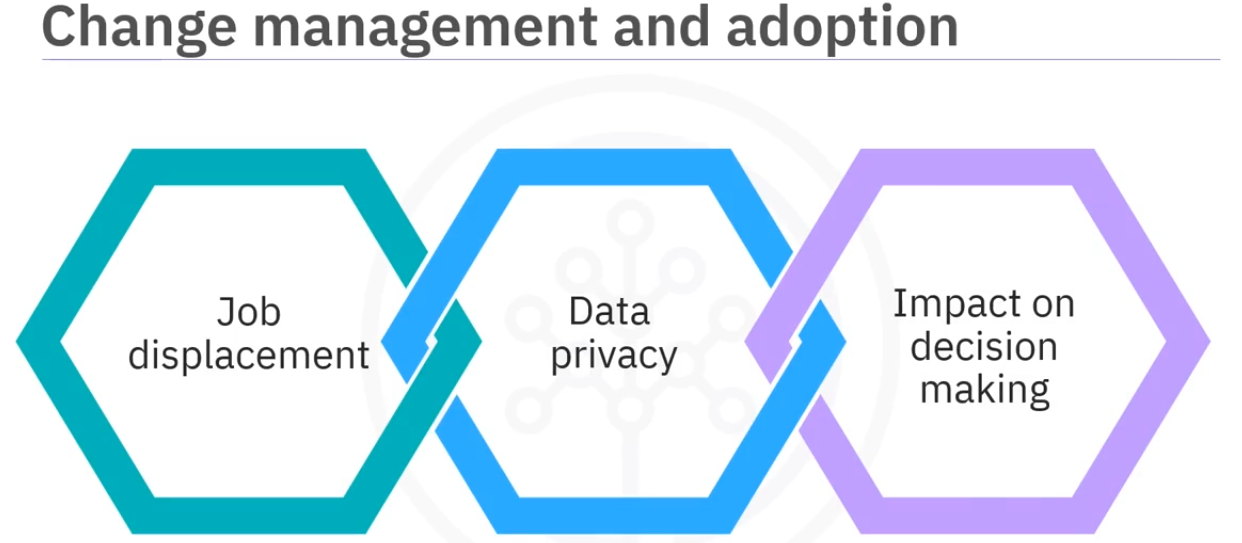 Change management and adoption
Job
displacement
Data
privacy
Impact on
decision
making